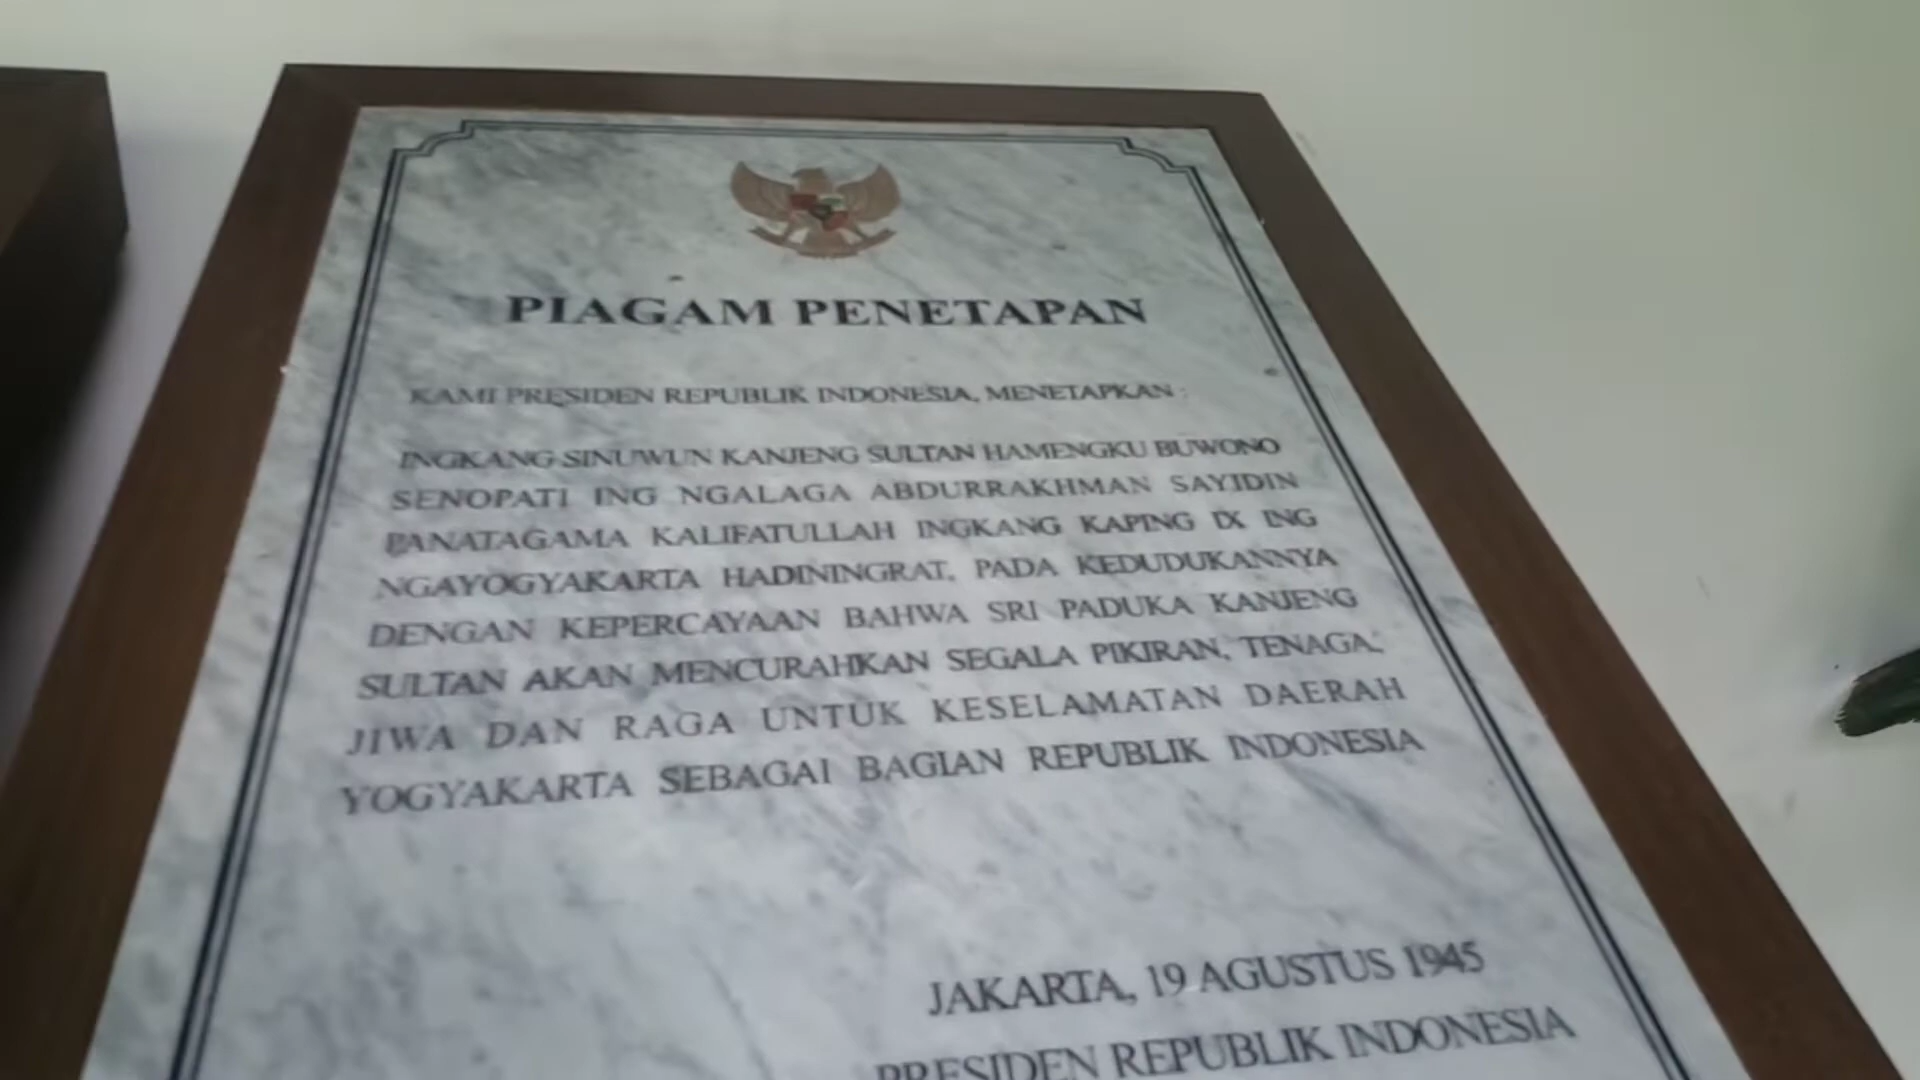 PIAGAM PENETAPAN
KAMI PRESIDEN REPUBLIK INDONESIA, MENETAPKAN :
INGKANG SINUWUN KANJENG SULTAN HAMENGKU BUWONO
SENOPATI ING NGALAGA ABDURRAKHMAN SAYIDIN
PANATAGAMA KALIFATULLAH INGKANG KAPING IX ING
NGAYOGYAKARTA HADININGRAT, PADA KEDUDUKANNYA
DENGAN KEPERCAYAAN BAHWA SRI PADUKA KANJENG
SULTAN AKAN MENCURAHKAN SEGALA PIKIRAN, TENAGA,
JIWA DAN RAGA UNTUK KESELAMATAN DAERAH
YOGYAKARTA SEBAGAI BAGIAN REPUBLIK INDONESIA
JAKARTA, 19 AGUSTUS 1945
PRESIDEN REPUBLIK INDONESIA